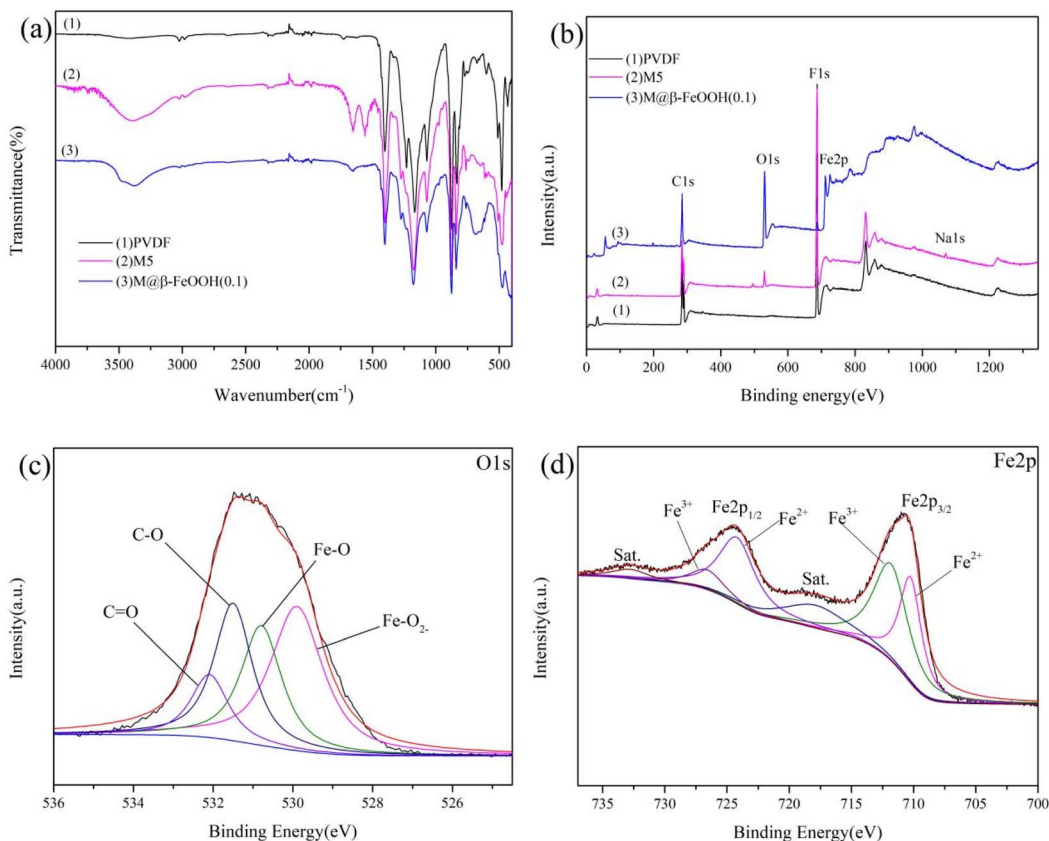 (a)
(1)
(2)
(3)
(1)PVDF
(2)M5
(3)M@β-FeOOH(0.1)
Transmittance(%)
4000 3500 3000 2500 2000 1500 1000 500
Wavenumber(cm⁻¹)
(b)
(1)PVDF
(2)M5
(3)M@β-FeOOH(0.1)
F1s
O1s
Fe2p
C1s
Na1s
(3)
(2)
(1)
Intensity(a.u.)
0 200 400 600 800 1000 1200
Binding energy(eV)
(c)
O1s
C-O
Fe-O
C=O
Fe-O₂₋
Intensity(a.u.)
536 534 532 530 528 526
Binding Energy(eV)
(d)
Fe2p
Fe³⁺
Fe2p₁/₂
Fe²⁺
Fe³⁺
Fe2p₃/₂
Fe²⁺
Sat.
Sat.
Intensity(a.u.)
735 730 725 720 715 710 705 700
Binding Energy(eV)